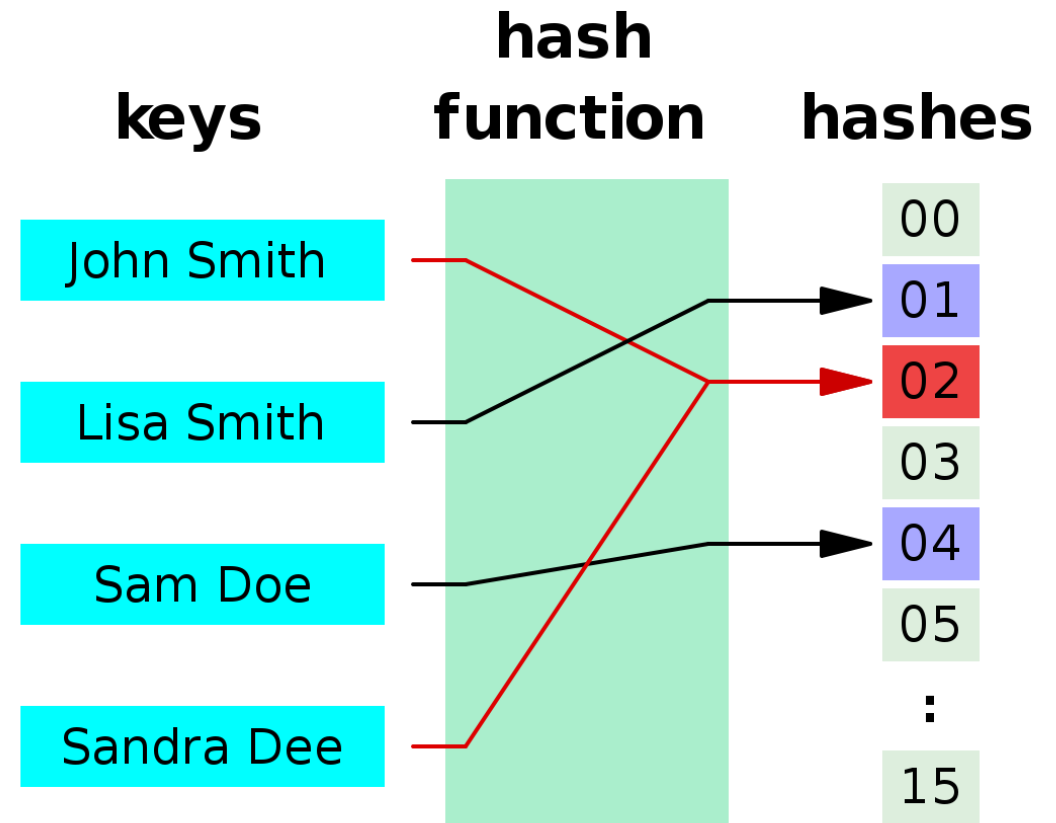 keys
hash
function
hashes
John Smith
Lisa Smith
Sam Doe
Sandra Dee
00
01
02
03
04
05
:
15